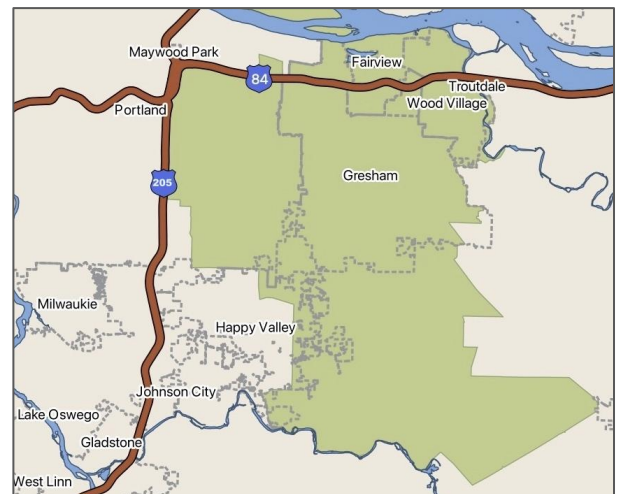 Maywood Park
84
Fairview
Troutdale
Portland
Wood Village
205
Gresham
Milwaukie
Happy Valley
Johnson City
Lake Oswego
Gladstone
West Linn